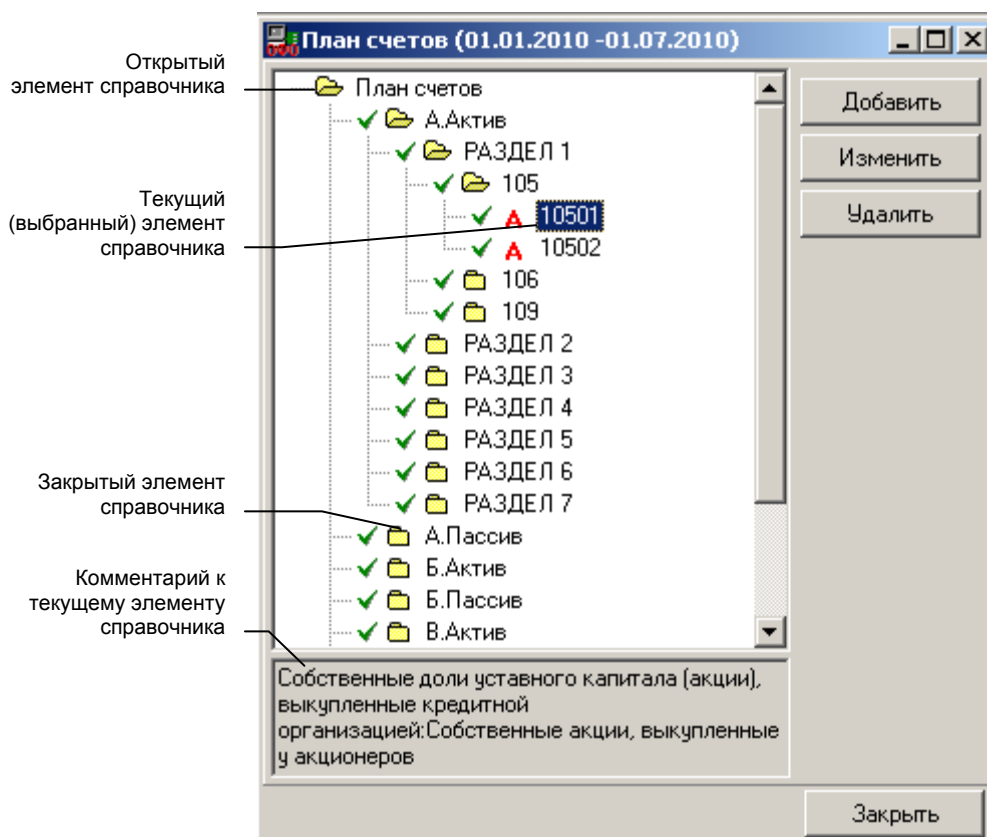 План счетов (01.01.2010 -01.07.2010)
Открытый
элемент справочника
План счетов
Добавить
А.Актив
РАЗДЕЛ 1
Изменить
105
Текущий
(выбранный) элемент
справочника
А 10501
Удалить
А 10502
106
109
РАЗДЕЛ 2
РАЗДЕЛ 3
РАЗДЕЛ 4
РАЗДЕЛ 5
РАЗДЕЛ 6
Закрытый элемент
справочника
РАЗДЕЛ 7
А.Пассив
Б.Актив
Комментарий к
текущему элементу
справочника
Б.Пассив
В.Актив
Собственные доли уставного капитала (акции),
выкупленные кредитной
организацией:Собственные акции, выкупленные
у акционеров
Закрыть